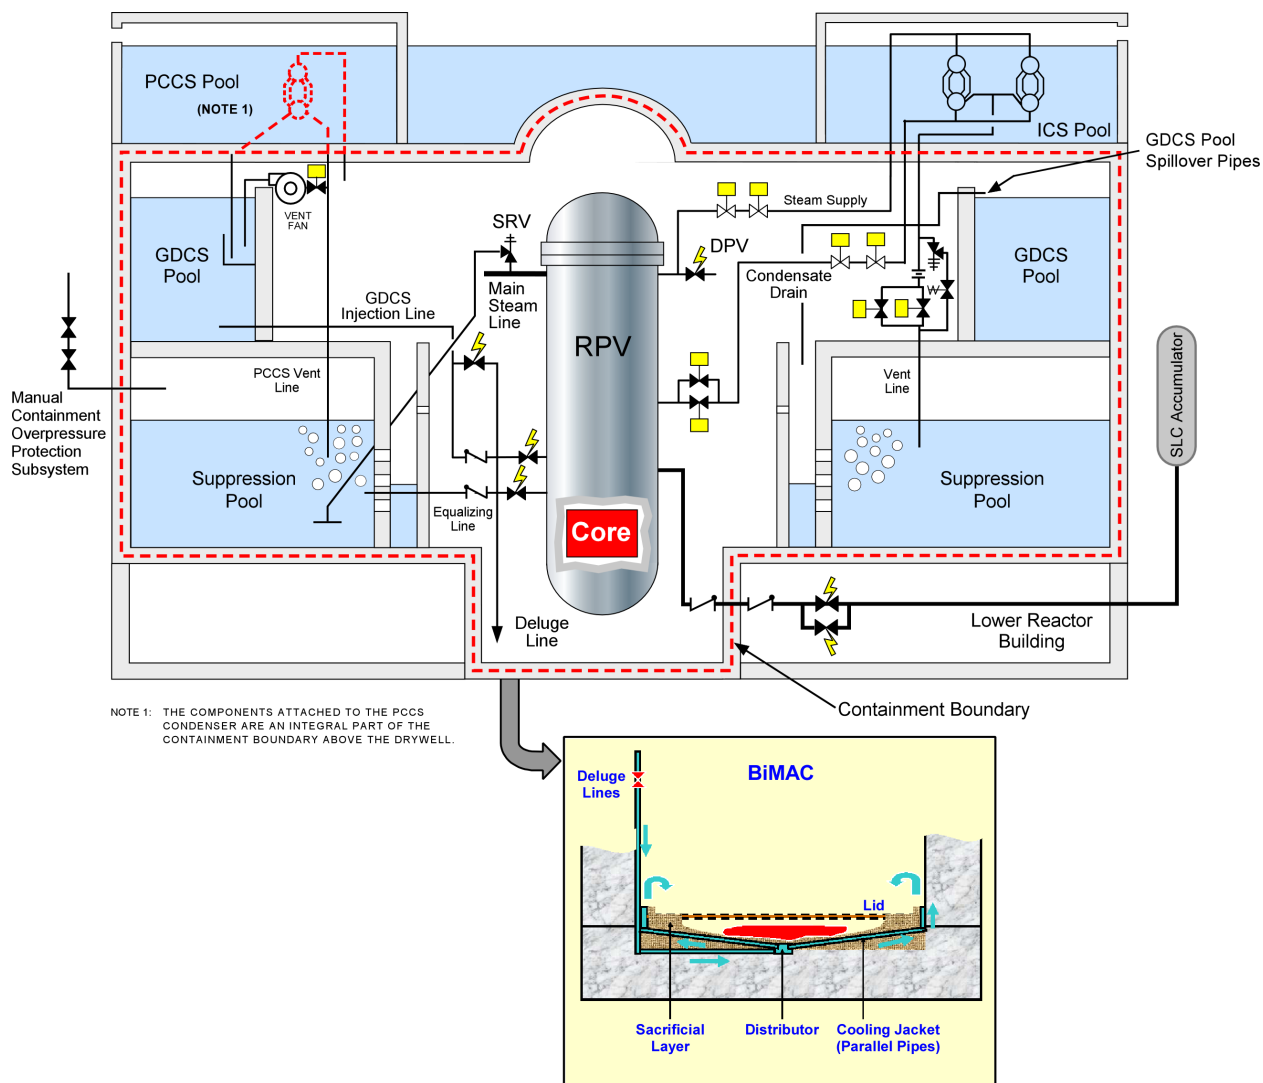 PCCS Pool
(NOTE 1)
ICS Pool
GDCS Pool
Spillover Pipes
VENT
FAN
SRV
Steam Supply
DPV
GDCS
Pool
GDCS
Injection Line
Main
Steam
Line
Condensate
Drain
GDCS
Pool
RPV
PCCS Vent
Line
Vent
Line
SLC Accumulator
Manual
Containment
Overpressure
Protection
Subsystem
Suppression
Pool
Equalizing
Line
Core
Suppression
Pool
Deluge
Line
Lower Reactor
Building
Containment Boundary
NOTE 1: THE COMPONENTS ATTACHED TO THE PCCS
CONDENSER ARE AN INTEGRAL PART OF THE
CONTAINMENT BOUNDARY ABOVE THE DRYWELL.
BiMAC
Deluge
Lines
Lid
Sacrificial
Layer
Distributor
Cooling Jacket
(Parallel Pipes)